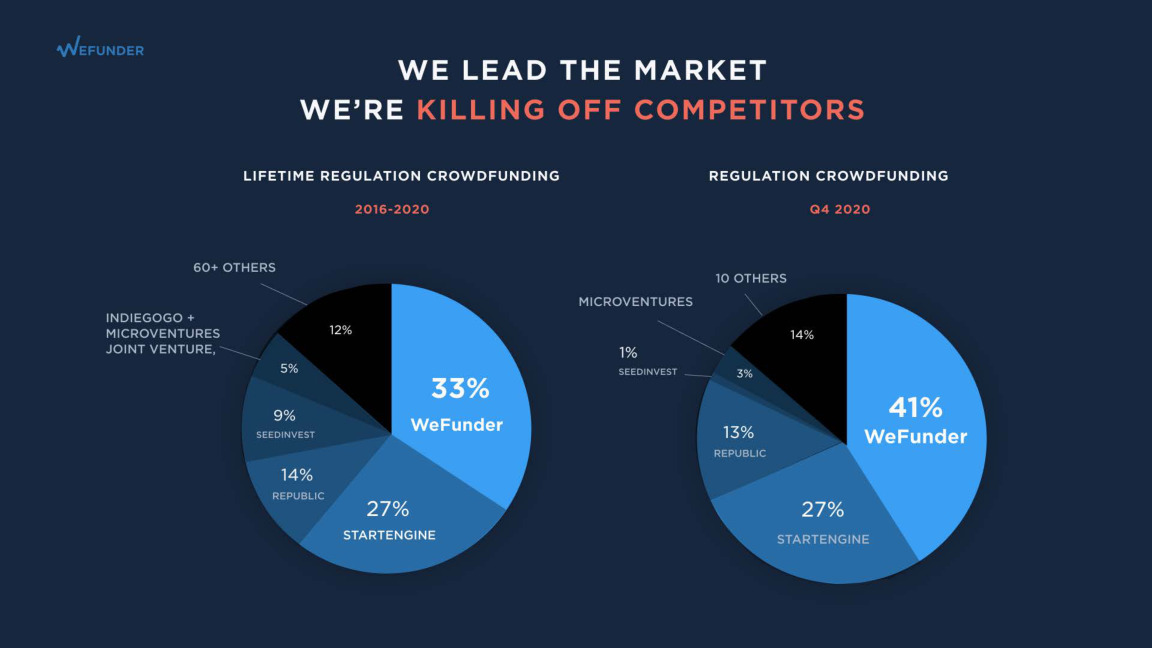 WEFUNDER
WE LEAD THE MARKET
WE'RE KILLING OFF COMPETITORS
LIFETIME REGULATION CROWDFUNDING
2016-2020
60+ OTHERS
INDIEGOGO +
MICROVENTURES
JOINT VENTURE,
12%
5%
9%
SEEDINVEST
14%
REPUBLIC
27%
STARTENGINE
33%
WeFunder
REGULATION CROWDFUNDING
Q4 2020
10 OTHERS
MICROVENTURES
1%
SEEDINVEST
14%
3%
13%
REPUBLIC
27%
STARTENGINE
41%
WeFunder